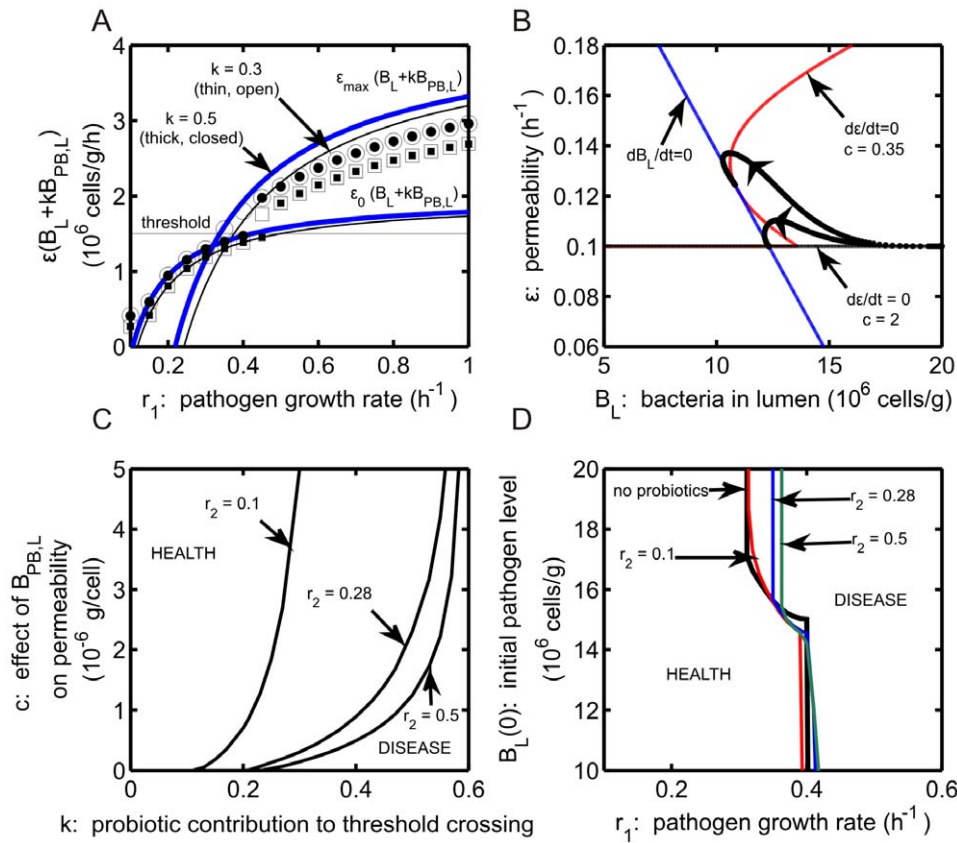 A
ε(B_L+kB_PB,L)
(10^6 cells/g/h)
4
3
2
1
0
k = 0.3
(thin, open)
k = 0.5
(thick, closed)
ε_max (B_L+kB_PB,L)
ε_0 (B_L+kB_PB,L)
threshold
0.2
0.4
0.6
0.8
1
r_1: pathogen growth rate (h^-1)
B
ε: permeability (h^-1)
0.18
0.16
0.14
0.12
0.1
0.08
0.06
dB_L/dt=0
dε/dt=0
c = 0.35
dε/dt = 0
c = 2
5
10
15
20
B_L: bacteria in lumen (10^6 cells/g)
C
c: effect of B_PB,L
on permeability
(10^-6 g/cell)
5
4
3
2
1
0
r_2 = 0.1
HEALTH
r_2 = 0.28
r_2 = 0.5
DISEASE
0
0.2
0.4
0.6
k: probiotic contribution to threshold crossing
D
B_L(0): initial pathogen level
(10^6 cells/g)
20
18
16
14
12
10
no probiotics
r_2 = 0.28
r_2 = 0.1
r_2 = 0.5
DISEASE
HEALTH
0.2
0.4
0.6
r_1: pathogen growth rate (h^-1)